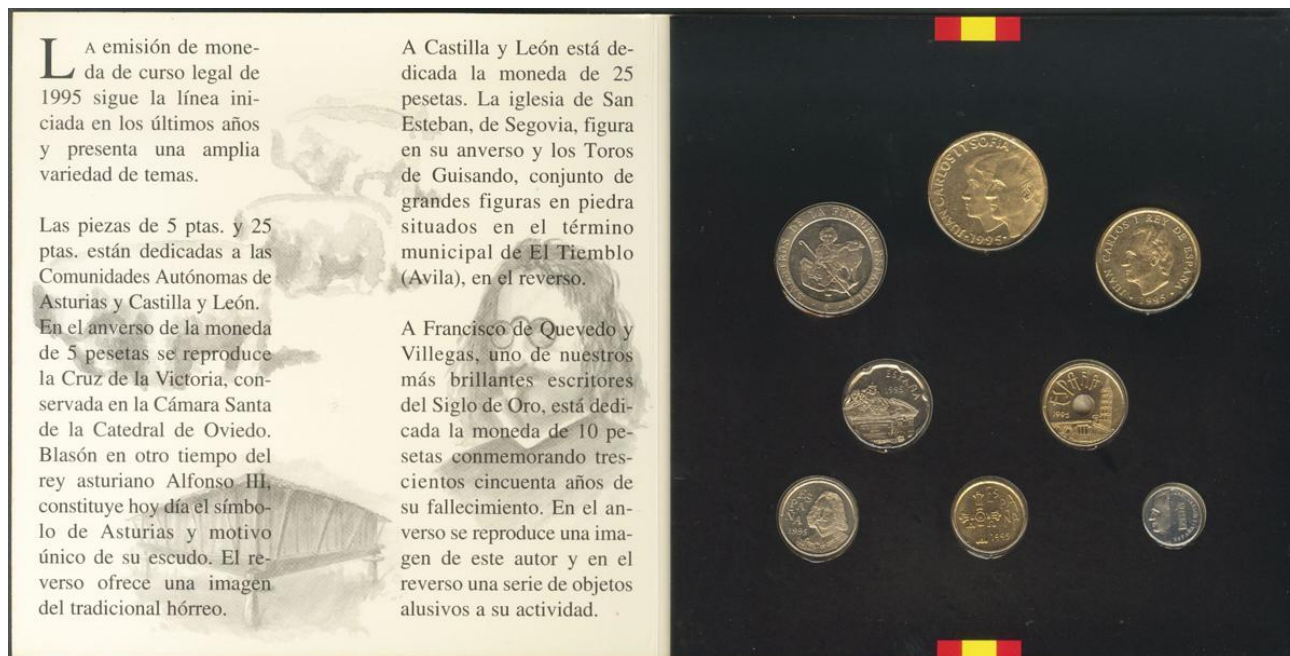 LA emisión de mone-
da de curso legal de
1995 sigue la línea ini-
ciada en los últimos años
y presenta una amplia
variedad de temas.
Las piezas de 5 ptas. y 25
ptas. están dedicadas a las
Comunidades Autónomas de
Asturias y Castilla y León.
En el anverso de la moneda
de 5 pesetas se reproduce
la Cruz de la Victoria, con-
servada en la Cámara Santa
de la Catedral de Oviedo.
Blasón en otro tiempo del
rey asturiano Alfonso III,
constituye hoy día el símbo-
lo de Asturias y motivo
único de su escudo. El re-
verso ofrece una imagen
del tradicional hórreo.
A Castilla y León está de-
dicada la moneda de 25
pesetas. La iglesia de San
Esteban, de Segovia, figura
en su anverso y los Toros
de Guisando, conjunto de
grandes figuras en piedra
situados en el término
municipal de El Tiemblo
(Avila), en el reverso.
A Francisco de Quevedo y
Villegas, uno de nuestros
más brillantes escritores
del Siglo de Oro, está dedi-
cada la moneda de 10 pe-
setas conmemorando tres-
cientos cincuenta años de
su fallecimiento. En el an-
verso se reproduce una ima-
gen de este autor y en el
reverso una serie de objetos
alusivos a su actividad.
JUAN CARLOS I Y SOFIA
1995
DE LA PINTURA
JUAN CARLOS I REY DE ESPAÑA
1995
ESPAÑA
1995
ESPAÑA
1995
1995
1995